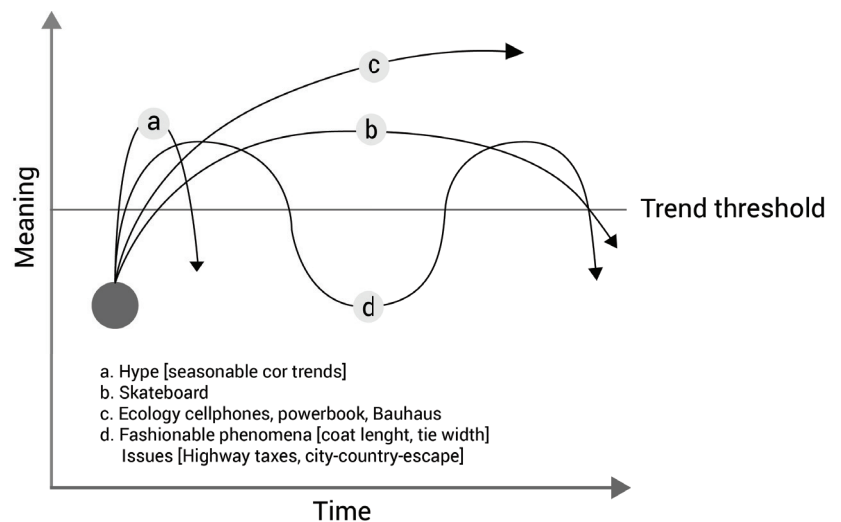 c
a
b
Meaning
Trend threshold
d
a. Hype [seasonable cor trends]
b. Skateboard
c. Ecology cellphones, powerbook, Bauhaus
d. Fashionable phenomena [coat lenght, tie width]
Issues [Highway taxes, city-country-escape]
Time